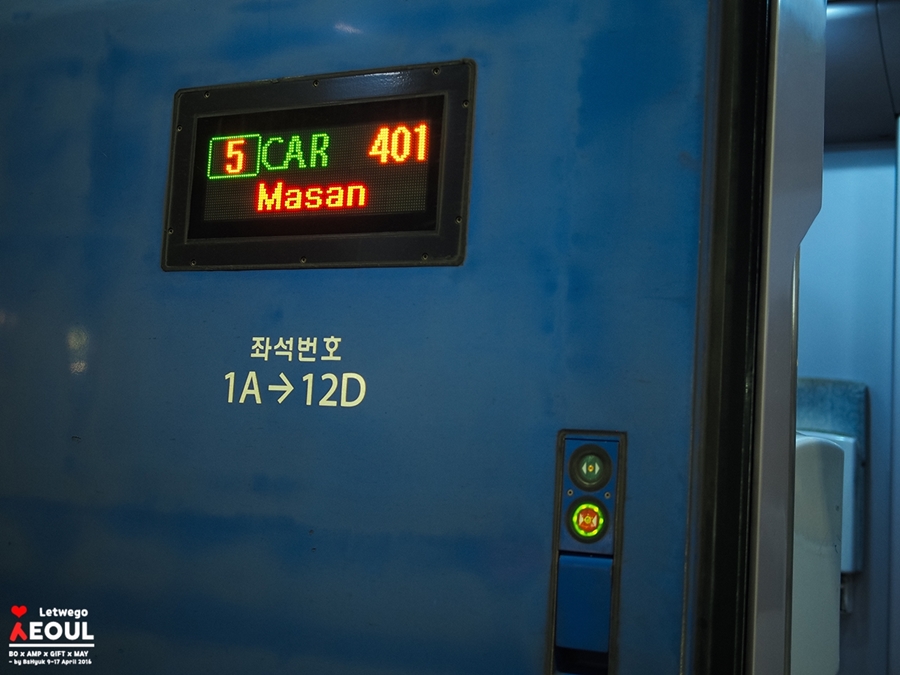 5 CAR 401
Masan
좌석번호
1A→12D
Letwego
SEOUL
BO x AMP x GIFT x MAY
- by BaHyuk 9-17 April 2016